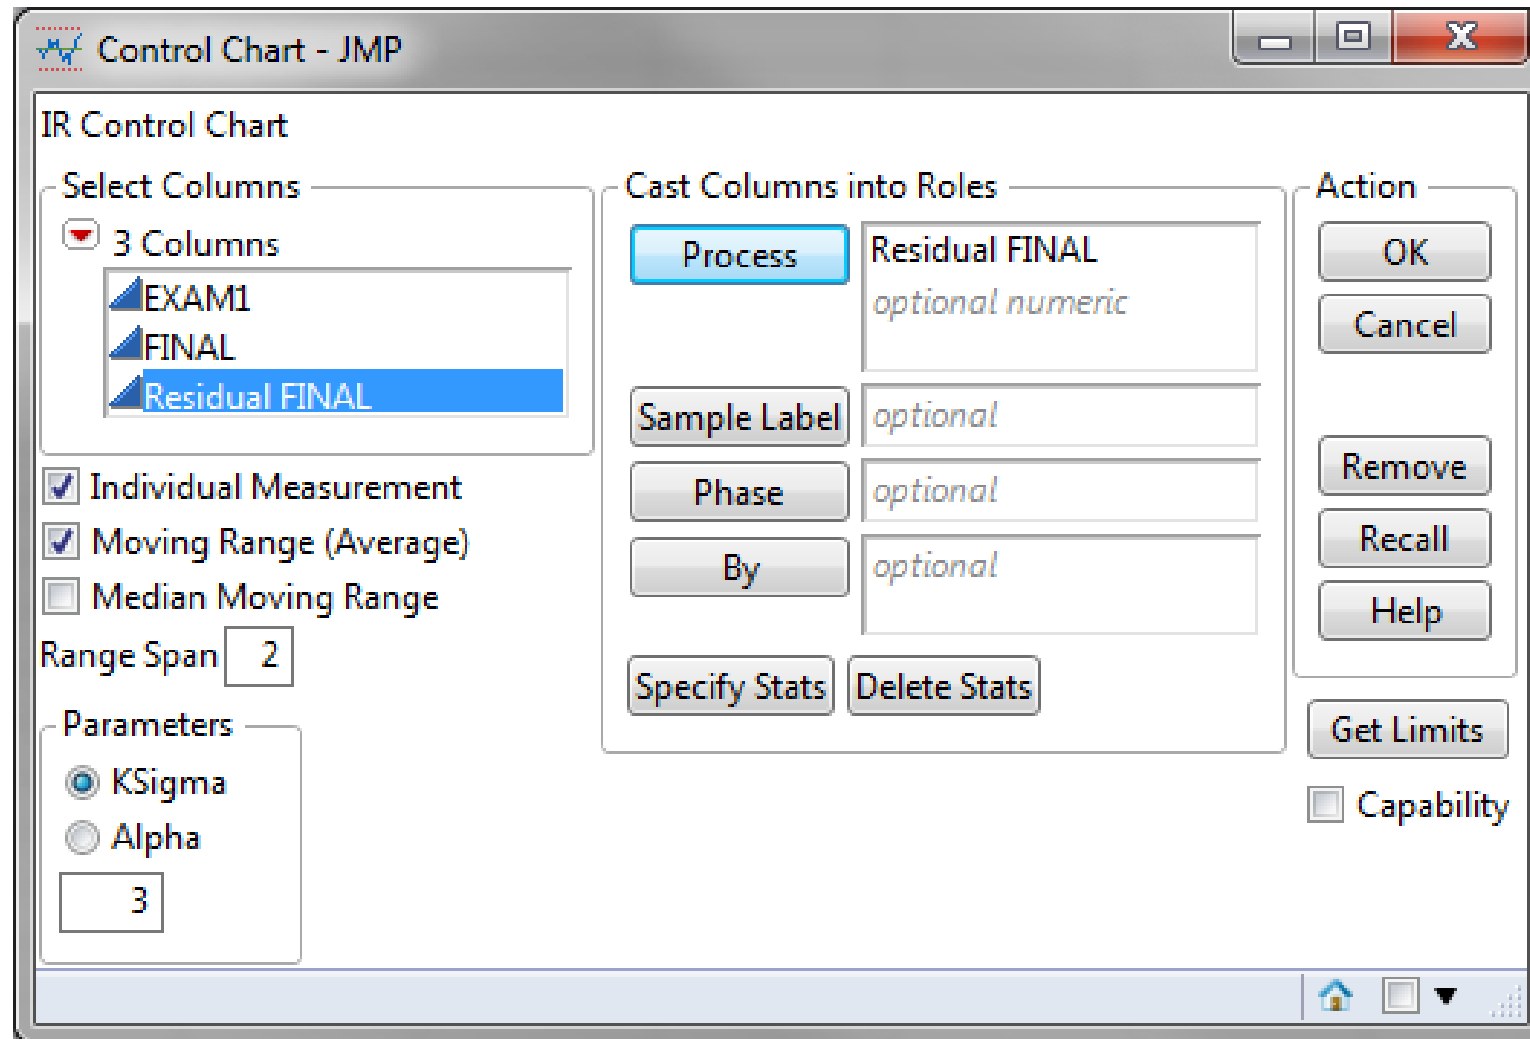 Control Chart - JMP
IR Control Chart
Select Columns
3 Columns
EXAM1
FINAL
Residual FINAL
Individual Measurement
Moving Range (Average)
Median Moving Range
Range Span 2
Parameters
KSigma
Alpha
3
Cast Columns into Roles
Process
Residual FINAL
optional numeric
Sample Label
optional
Phase
optional
By
optional
Specify Stats
Delete Stats
Action
OK
Cancel
Remove
Recall
Help
Get Limits
Capability